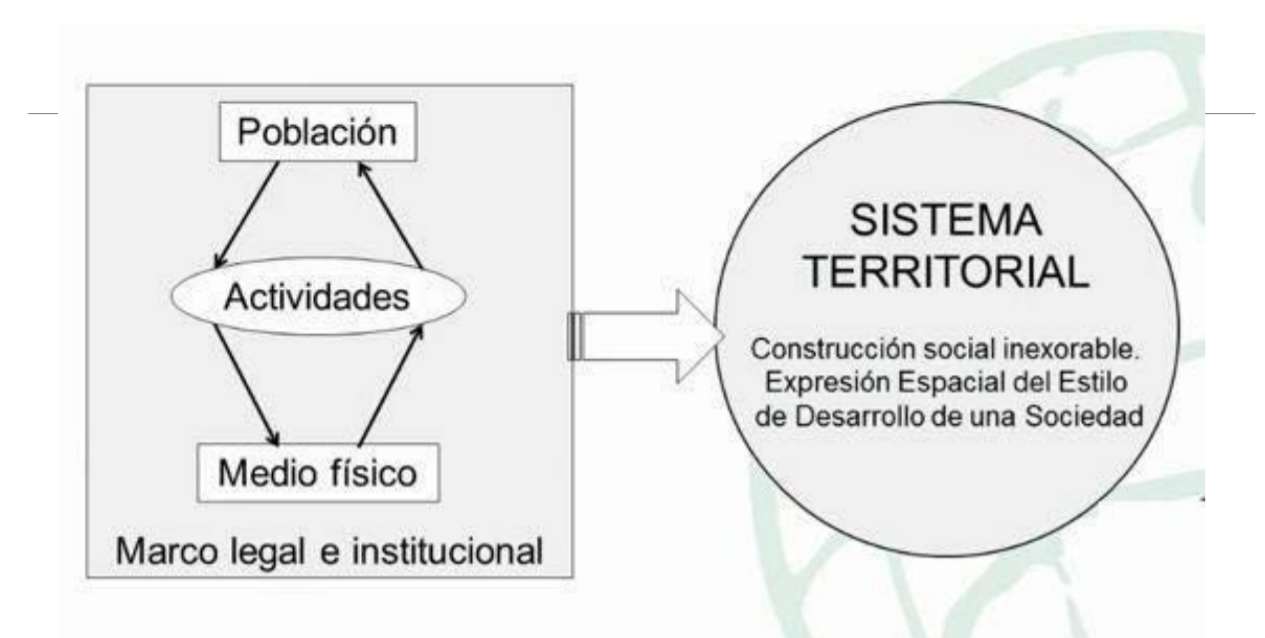 Población
Actividades
Medio físico
Marco legal e institucional
SISTEMA
TERRITORIAL
Construcción social inexorable.
Expresión Espacial del Estilo
de Desarrollo de una Sociedad